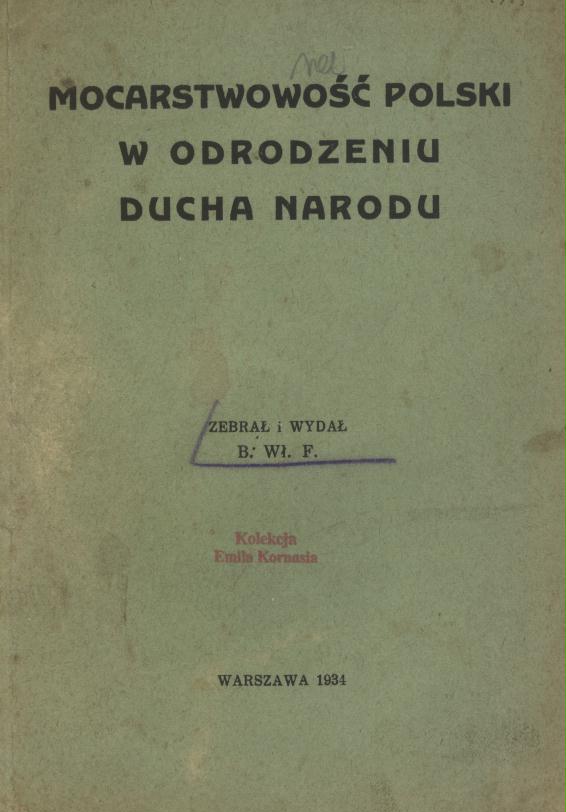 MOCARSTWOWOŚĆ POLSKI
W ODRODZENIU
DUCHA NARODU
ZEBRAŁ i WYDAŁ
B. Wł. F.
Kolekcja
Emila Kornasia
WARSZAWA 1934